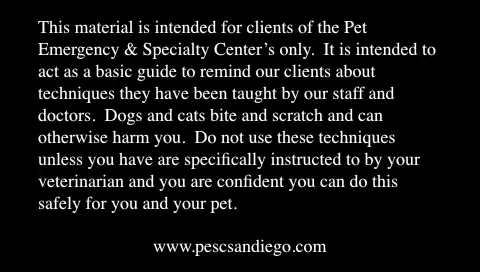 This material is intended for clients of the Pet
Emergency & Specialty Center’s only.  It is intended to
act as a basic guide to remind our clients about
techniques they have been taught by our staff and
doctors.  Dogs and cats bite and scratch and can
otherwise harm you.  Do not use these techniques
unless you have are specifically instructed to by your
veterinarian and you are confident you can do this
safely for you and your pet.
www.pescsandiego.com